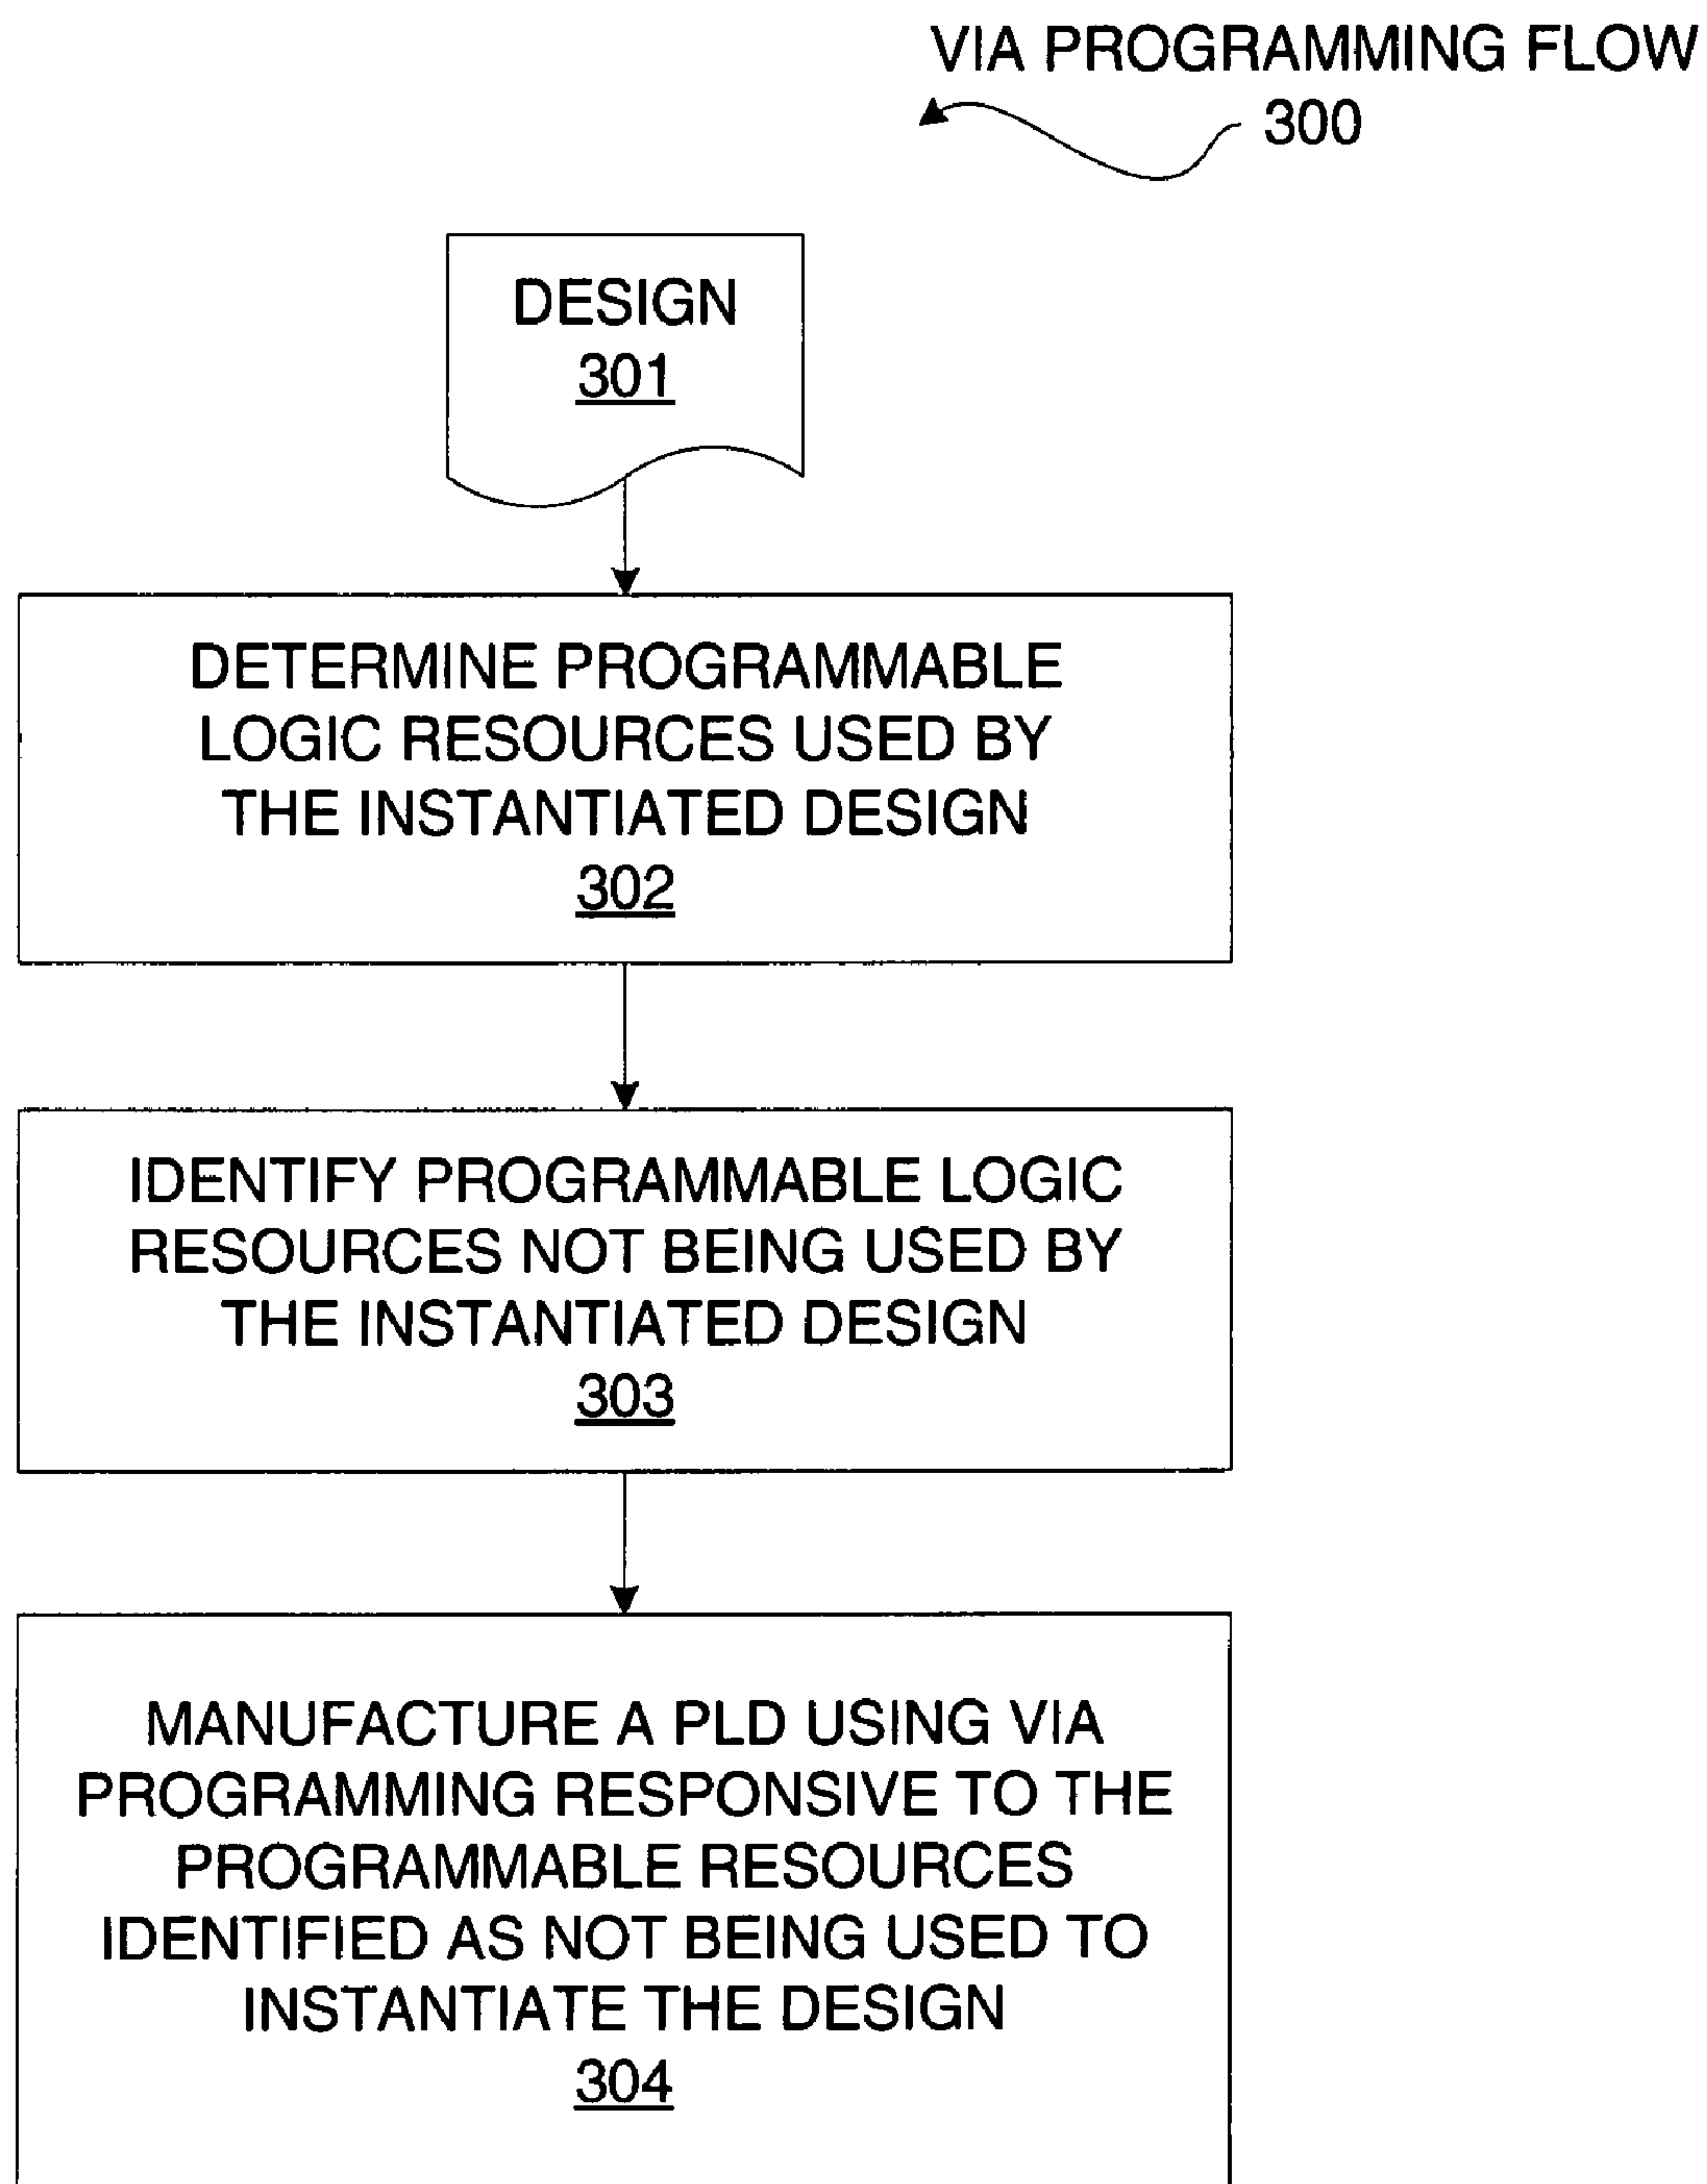 VIA PROGRAMMING FLOW
300
DESIGN
301
DETERMINE PROGRAMMABLE
LOGIC RESOURCES USED BY
THE INSTANTIATED DESIGN
302
IDENTIFY PROGRAMMABLE LOGIC
RESOURCES NOT BEING USED BY
THE INSTANTIATED DESIGN
303
MANUFACTURE A PLD USING VIA
PROGRAMMING RESPONSIVE TO THE
PROGRAMMABLE RESOURCES
IDENTIFIED AS NOT BEING USED TO
INSTANTIATE THE DESIGN
304